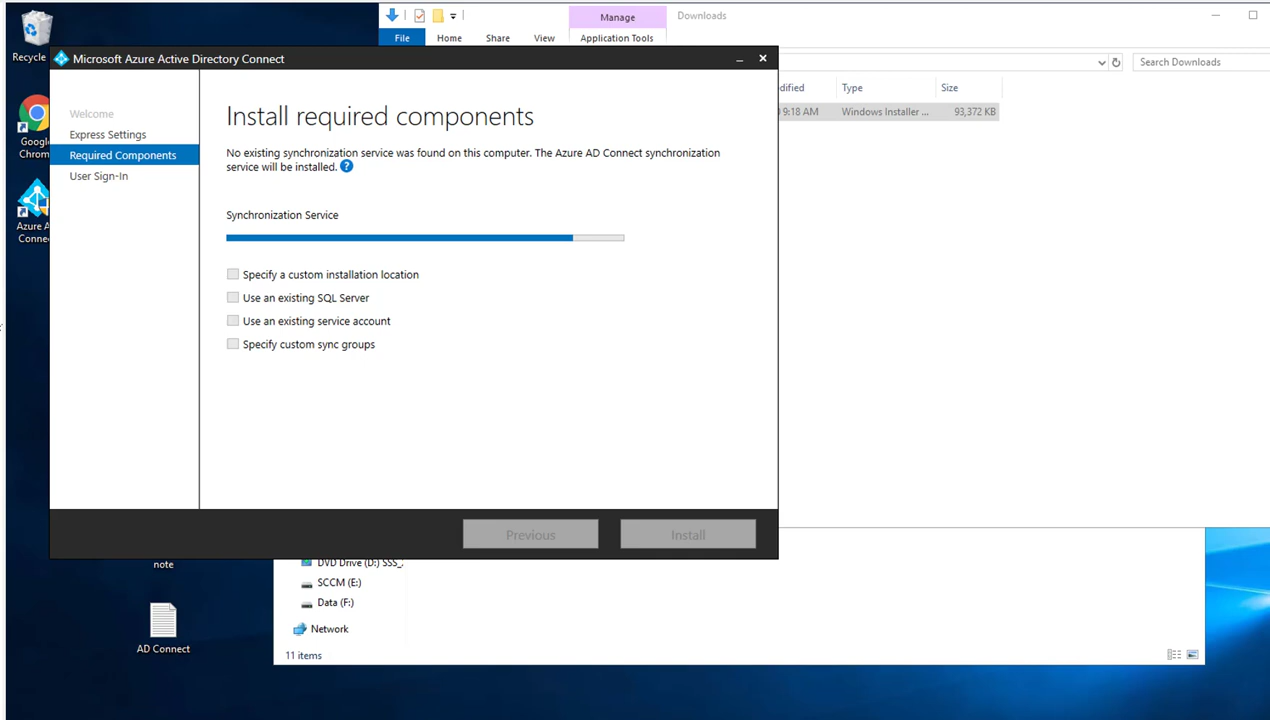 Recycle
Manage
Downloads
File
Home
Share
View
Application Tools
Microsoft Azure Active Directory Connect
Search Downloads
Type
Size
9:18 AM
Windows Installer ...
93,372 KB
Welcome
Express Settings
Required Components
User Sign-In
Install required components
No existing synchronization service was found on this computer. The Azure AD Connect synchronization
service will be installed. ?
Synchronization Service
Specify a custom installation location
Use an existing SQL Server
Use an existing service account
Specify custom sync groups
Previous
Install
Azure A
note
DVD Drive (D:) SSS_
SCCM (E:)
Data (F:)
Network
AD Connect
11 items